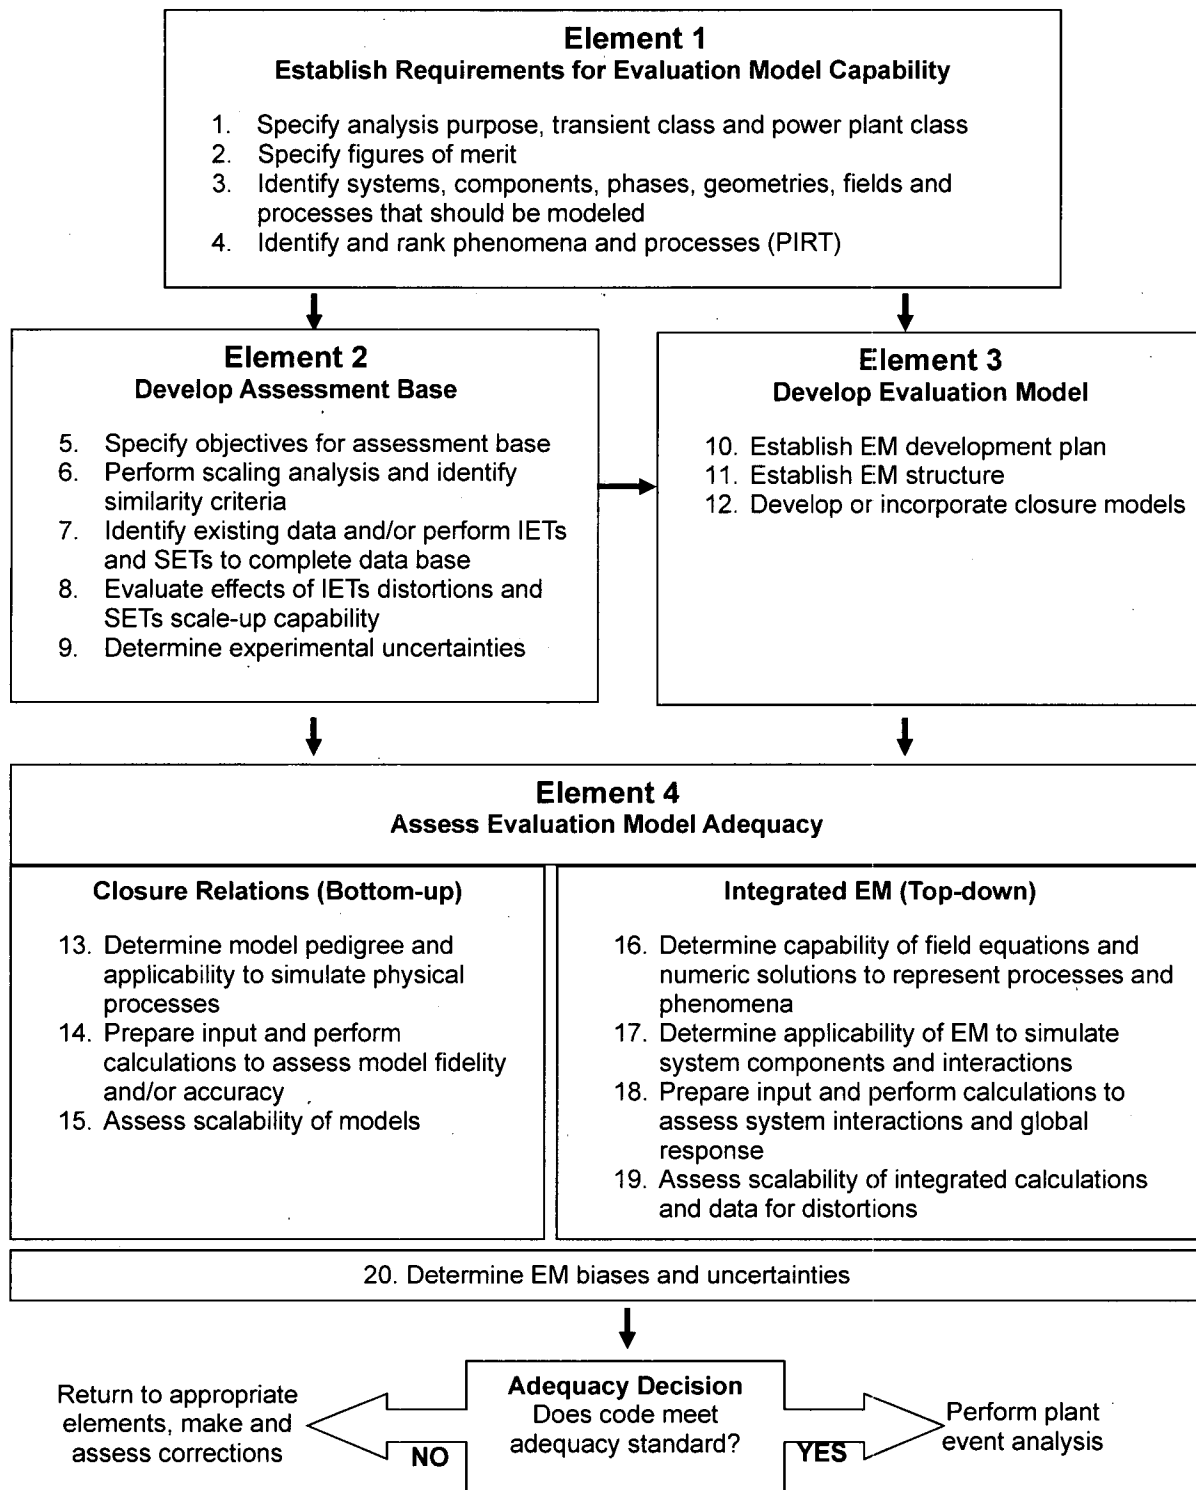 Element 1
Establish Requirements for Evaluation Model Capability
1. Specify analysis purpose, transient class and power plant class
2. Specify figures of merit
3. Identify systems, components, phases, geometries, fields and
processes that should be modeled
4. Identify and rank phenomena and processes (PIRT)
Element 2
Develop Assessment Base
5. Specify objectives for assessment base
6. Perform scaling analysis and identify
similarity criteria
7. Identify existing data and/or perform IETs
and SETs to complete data base
8. Evaluate effects of IETs distortions and
SETs scale-up capability
9. Determine experimental uncertainties
Element 3
Develop Evaluation Model
10. Establish EM development plan
11. Establish EM structure
12. Develop or incorporate closure models
Element 4
Assess Evaluation Model Adequacy
Closure Relations (Bottom-up)
13. Determine model pedigree and
applicability to simulate physical
processes
14. Prepare input and perform
calculations to assess model fidelity
and/or accuracy
15. Assess scalability of models
Integrated EM (Top-down)
16. Determine capability of field equations and
numeric solutions to represent processes and
phenomena
17. Determine applicability of EM to simulate
system components and interactions
18. Prepare input and perform calculations to
assess system interactions and global
response
19. Assess scalability of integrated calculations
and data for distortions
20. Determine EM biases and uncertainties
Return to appropriate
elements, make and
assess corrections
NO
Adequacy Decision
Does code meet
adequacy standard?
YES
Perform plant
event analysis